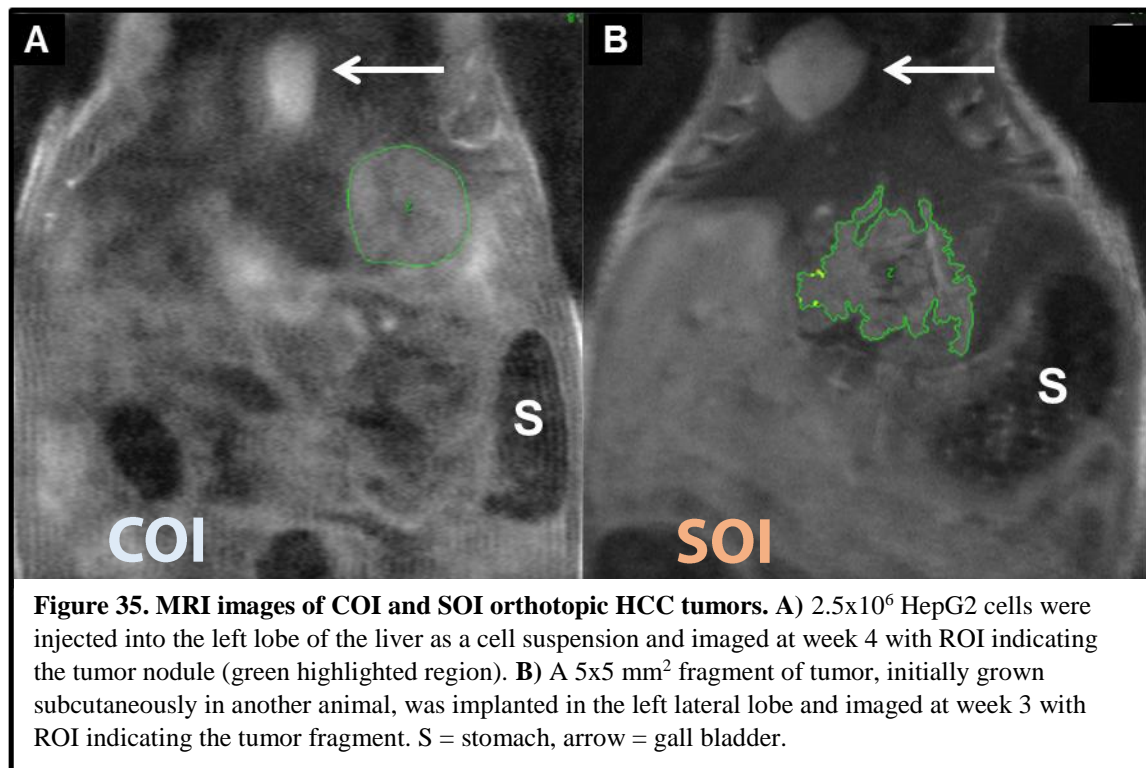 A
B
S
S
COI
SOI
2
2
Figure 35. MRI images of COI and SOI orthotopic HCC tumors. A) 2.5x10⁶ HepG2 cells were
injected into the left lobe of the liver as a cell suspension and imaged at week 4 with ROI indicating
the tumor nodule (green highlighted region). B) A 5x5 mm² fragment of tumor, initially grown
subcutaneously in another animal, was implanted in the left lateral lobe and imaged at week 3 with
ROI indicating the tumor fragment. S = stomach, arrow = gall bladder.